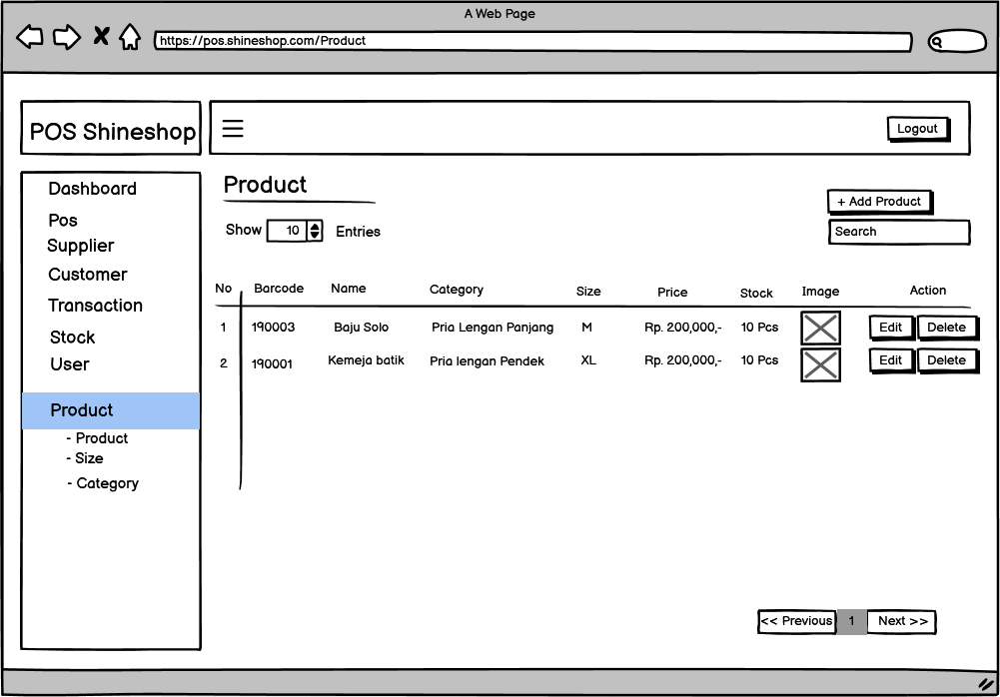 A Web Page
https://pos.shineshop.com/Product
POS Shineshop
Logout
Dashboard
Pos
Supplier
Customer
Transaction
Stock
User
Product
- Product
- Size
- Category
Product
+ Add Product
Show 10 Entries
Search
No Barcode Name Category Size Price Stock Image Action
1 190003 Baju Solo Pria Lengan Panjang M Rp. 200,000,- 10 Pcs Edit Delete
2 190001 Kemeja batik Pria lengan Pendek XL Rp. 200,000,- 10 Pcs Edit Delete
<< Previous 1 Next >>